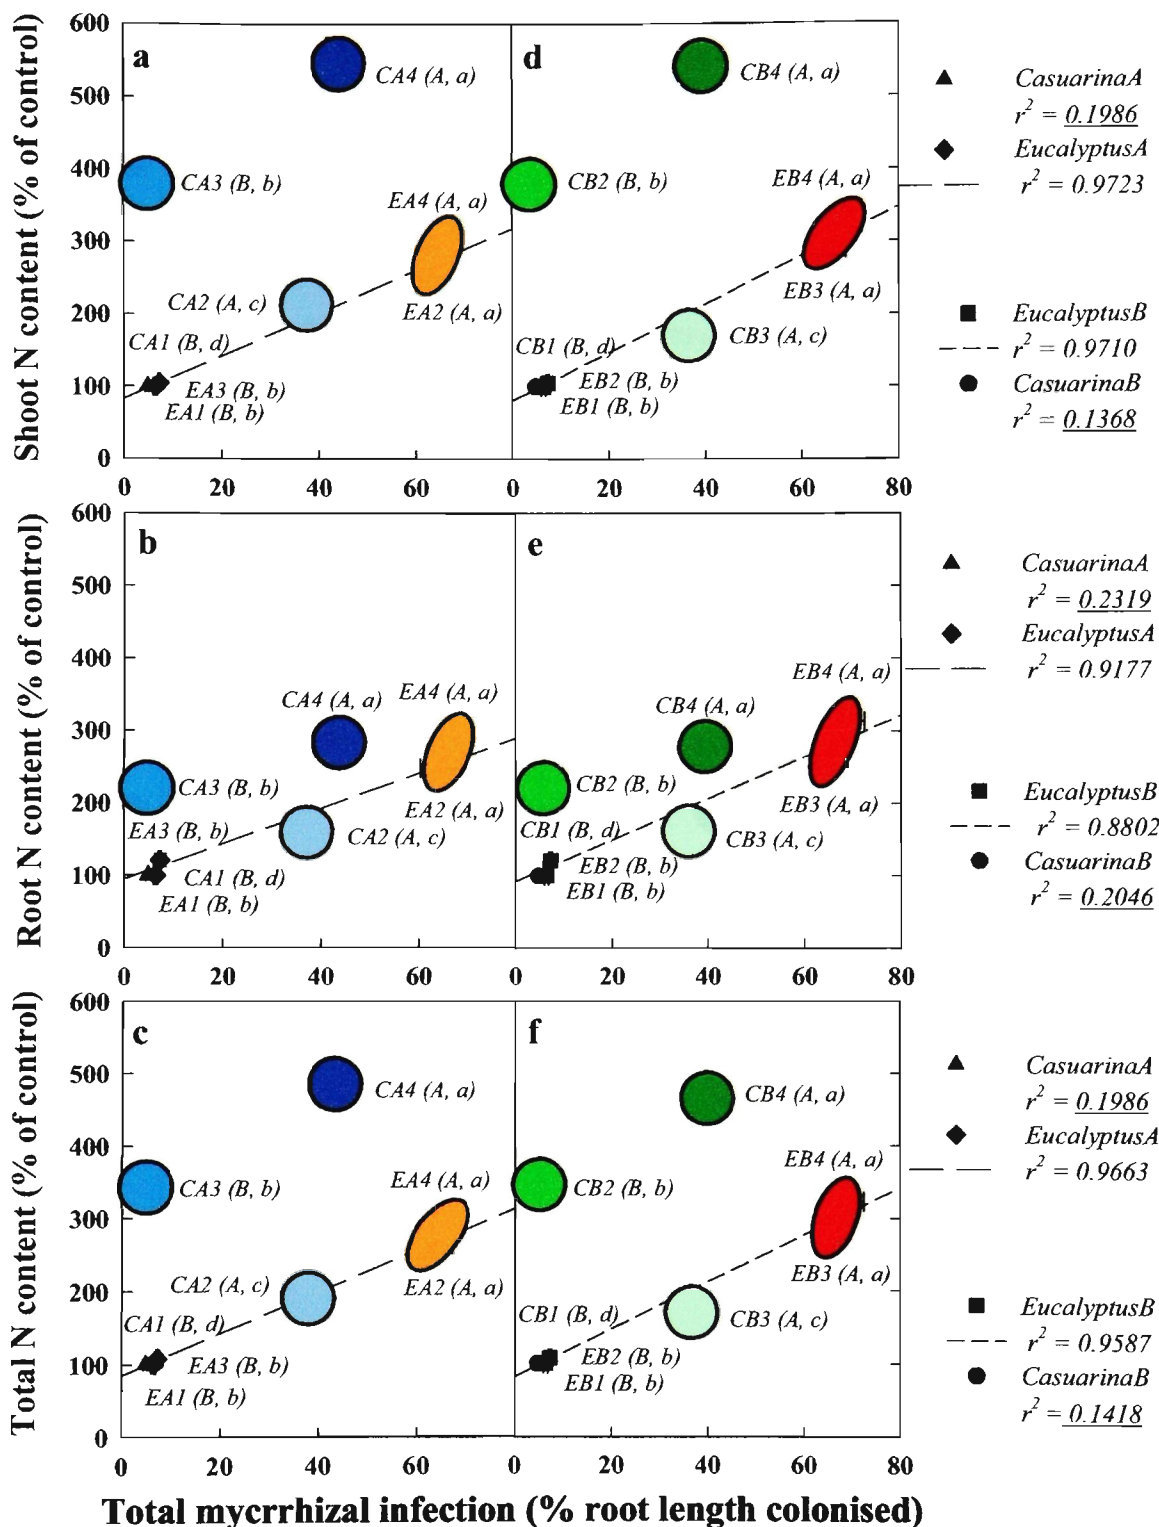 Shoot N content (% of control)
600
500
400
300
200
100
0
a
CA4 (A, a)
CA3 (B, b)
EA4 (A, a)
CA2 (A, c)
EA2 (A, a)
CA1 (B, d)
EA3 (B, b)
EA1 (B, b)
0 20 40 60
d
CB4 (A, a)
CB2 (B, b)
EB4 (A, a)
EB3 (A, a)
CB1 (B, d)
CB3 (A, c)
EB2 (B, b)
EB1 (B, b)
0 20 40 60 80
CasuarinaA
r² = 0.1986
EucalyptusA
r² = 0.9723
EucalyptusB
r² = 0.9710
CasuarinaB
r² = 0.1368
Root N content (% of control)
600
500
400
300
200
100
0
b
CA4 (A, a)
EA4 (A, a)
CA3 (B, b)
EA2 (A, a)
EA3 (B, b)
CA2 (A, c)
CA1 (B, d)
EA1 (B, b)
0 20 40 60
e
EB4 (A, a)
CB4 (A, a)
CB2 (B, b)
EB3 (A, a)
CB1 (B, d)
CB3 (A, c)
EB2 (B, b)
EB1 (B, b)
0 20 40 60 80
CasuarinaA
r² = 0.2319
EucalyptusA
r² = 0.9177
EucalyptusB
r² = 0.8802
CasuarinaB
r² = 0.2046
Total N content (% of control)
600
500
400
300
200
100
0
c
CA4 (A, a)
CA3 (B, b)
EA4 (A, a)
CA2 (A, c)
EA2 (A, a)
CA1 (B, d)
EA3 (B, b)
EA1 (B, b)
0 20 40 60
f
CB4 (A, a)
EB4 (A, a)
CB2 (B, b)
EB3 (A, a)
CB1 (B, d)
CB3 (A, c)
EB2 (B, b)
EB1 (B, b)
0 20 40 60 80
CasuarinaA
r² = 0.1986
EucalyptusA
r² = 0.9663
EucalyptusB
r² = 0.9587
CasuarinaB
r² = 0.1418
Total mycrrhizal infection (% root length colonised)